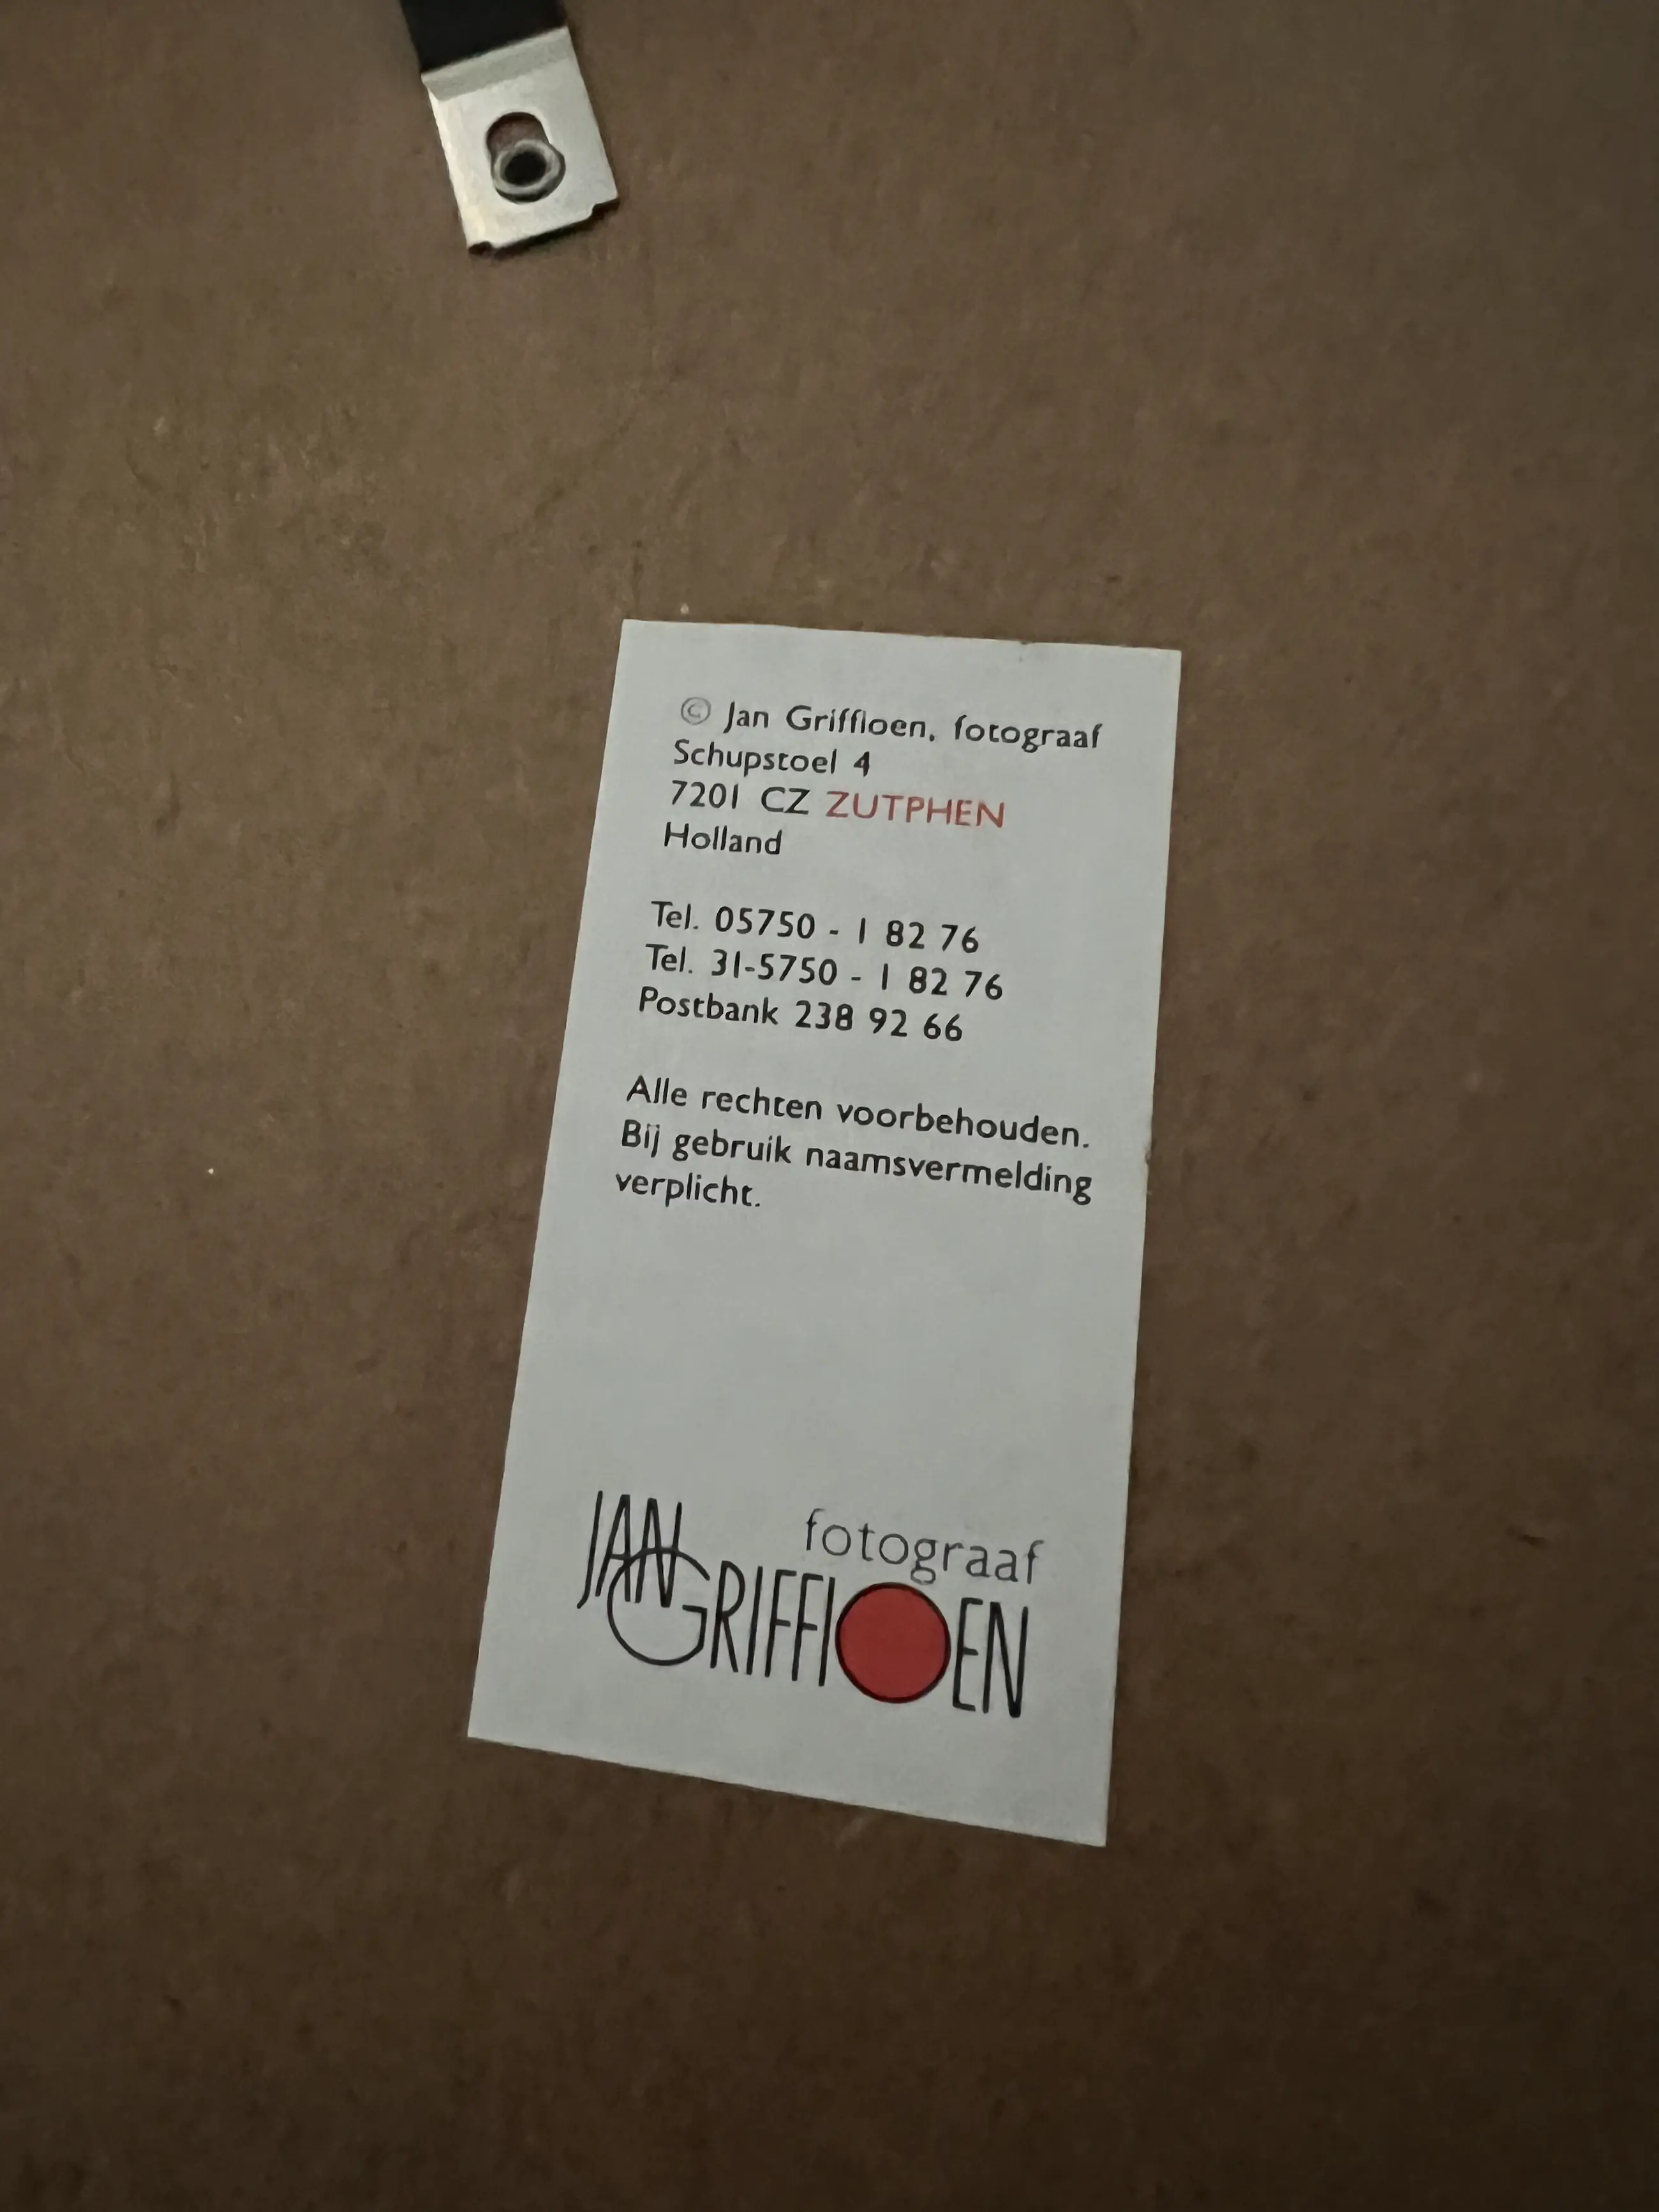 © Jan Griffioen, fotograaf
Schupstoel 4
7201 CZ ZUTPHEN
Holland
Tel. 05750 - 1 82 76
Tel. 31-5750 - 1 82 76
Postbank 238 92 66
Alle rechten voorbehouden.
Bij gebruik naamsvermelding
verplicht.
fotograaf
JAN
GRIFFIOEN